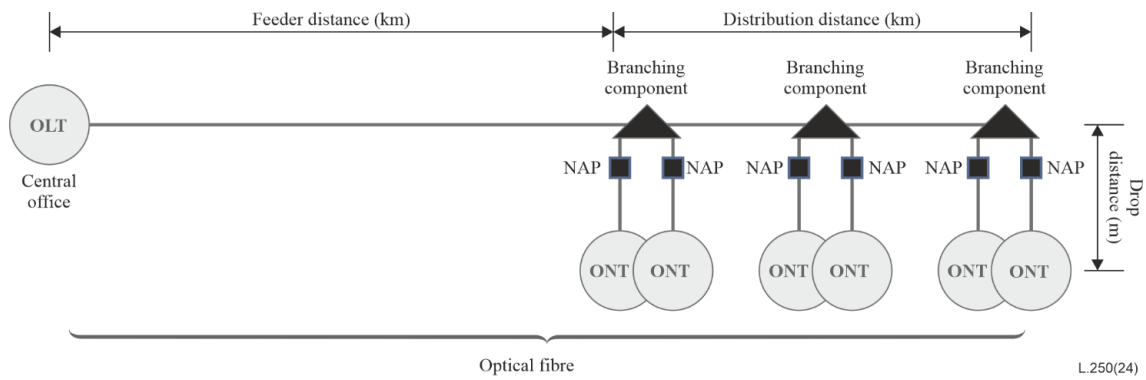 Feeder distance (km)
Distribution distance (km)
Branching
component
Branching
component
Branching
component
OLT
Central
office
NAP
NAP
NAP
NAP
NAP
NAP
Drop
distance (m)
ONT
ONT
ONT
ONT
ONT
ONT
Optical fibre
L.250(24)